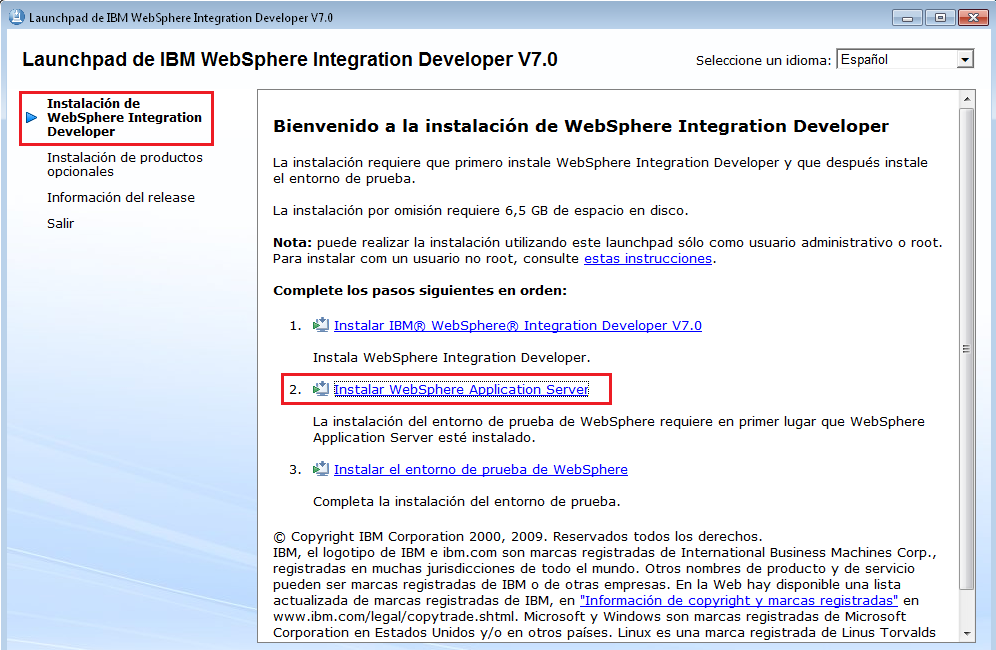 Launchpad de IBM WebSphere Integration Developer V7.0
Launchpad de IBM WebSphere Integration Developer V7.0
Seleccione un idioma: Español
Instalación de
WebSphere Integration
Developer
Instalación de productos
opcionales
Información del release
Salir
Bienvenido a la instalación de WebSphere Integration Developer
La instalación requiere que primero instale WebSphere Integration Developer y que después instale
el entorno de prueba.
La instalación por omisión requiere 6,5 GB de espacio en disco.
Nota: puede realizar la instalación utilizando este launchpad sólo como usuario administrativo o root.
Para instalar com un usuario no root, consulte estas instrucciones.
Complete los pasos siguientes en orden:
1. Instalar IBM® WebSphere® Integration Developer V7.0
Instala WebSphere Integration Developer.
2. Instalar WebSphere Application Server
La instalación del entorno de prueba de WebSphere requiere en primer lugar que WebSphere
Application Server esté instalado.
3. Instalar el entorno de prueba de WebSphere
Completa la instalación del entorno de prueba.
© Copyright IBM Corporation 2000, 2009. Reservados todos los derechos.
IBM, el logotipo de IBM e ibm.com son marcas registradas de International Business Machines Corp.,
registradas en muchas jurisdicciones de todo el mundo. Otros nombres de producto y de servicio
pueden ser marcas registradas de IBM o de otras empresas. En la Web hay disponible una lista
actualizada de marcas registradas de IBM, en "Información de copyright y marcas registradas" en
www.ibm.com/legal/copytrade.shtml. Microsoft y Windows son marcas registradas de Microsoft
Corporation en Estados Unidos y/o en otros países. Linux es una marca registrada de Linus Torvalds